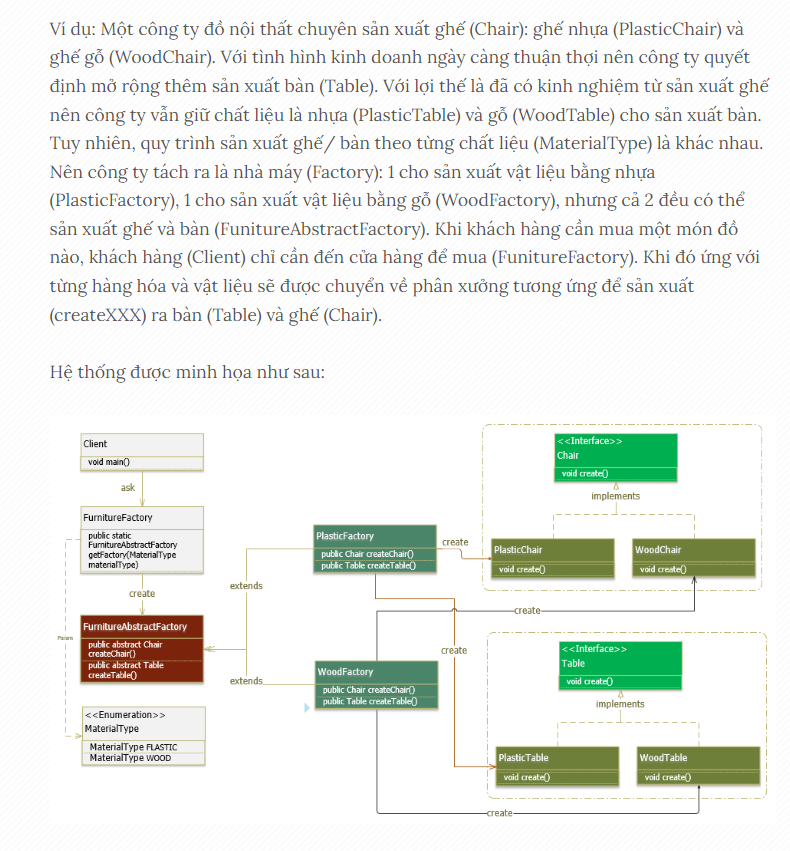 Ví dụ: Một công ty đồ nội thất chuyên sản xuất ghế (Chair): ghế nhựa (PlasticChair) và
ghế gỗ (WoodChair). Với tình hình kinh doanh ngày càng thuận thợi nên công ty quyết
định mở rộng thêm sản xuất bàn (Table). Với lợi thế là đã có kinh nghiệm từ sản xuất ghế
nên công ty vẫn giữ chất liệu là nhựa (PlasticTable) và gỗ (WoodTable) cho sản xuất bàn.
Tuy nhiên, quy trình sản xuất ghế/ bàn theo từng chất liệu (MaterialType) là khác nhau.
Nên công ty tách ra là nhà máy (Factory): 1 cho sản xuất vật liệu bằng nhựa
(PlasticFactory), 1 cho sản xuất vật liệu bằng gỗ (WoodFactory), nhưng cả 2 đều có thể
sản xuất ghế và bàn (FunitureAbstractFactory). Khi khách hàng cần mua một món đồ
nào, khách hàng (Client) chỉ cần đến cửa hàng để mua (FunitureFactory). Khi đó ứng với
từng hàng hóa và vật liệu sẽ được chuyển về phân xưởng tương ứng để sản xuất
(createXXX) ra bàn (Table) và ghế (Chair).
Hệ thống được minh họa như sau:
Client
void main()
ask
FurnitureFactory
public static
FurnitureAbstractFactory
getFactory(MaterialType
materialType)
create
Params
FurnitureAbstractFactory
public abstract Chair
createChair()
public abstract Table
createTable()
<<Enumeration>>
MaterialType
MaterialType FLASTIC
MaterialType WOOD
extends
extends
PlasticFactory
public Chair createChair()
public Table createTable()
WoodFactory
public Chair createChair()
public Table createTable()
create
create
create
create
<<Interface>>
Chair
void create()
implements
PlasticChair
void create()
WoodChair
void create()
<<Interface>>
Table
void create()
implements
PlasticTable
void create()
WoodTable
void create()